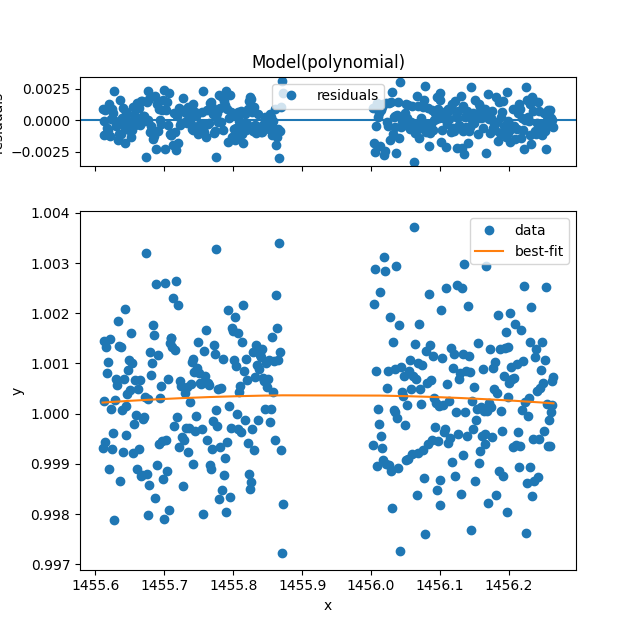 Model(polynomial)
0.0025
0.0000
−0.0025
residuals
residuals
1.004
1.003
1.002
1.001
1.000
0.999
0.998
0.997
y
data
best-fit
1455.6 1455.7 1455.8 1455.9 1456.0 1456.1 1456.2
x